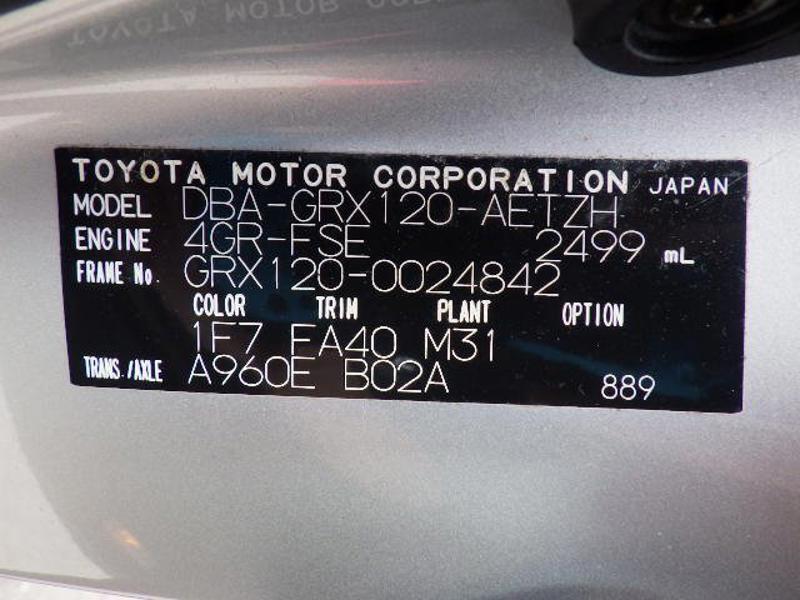 TOYOTA MOTOR CORPORATION JAPAN
MODEL DBA-GRX120-AETZH
ENGINE 4GR-FSE 2499 mL
FRAME No. GRX120-0024842
COLOR TRIM PLANT OPTION
1F7 FA40 M31
TRANS./AXLE A960E B02A 889